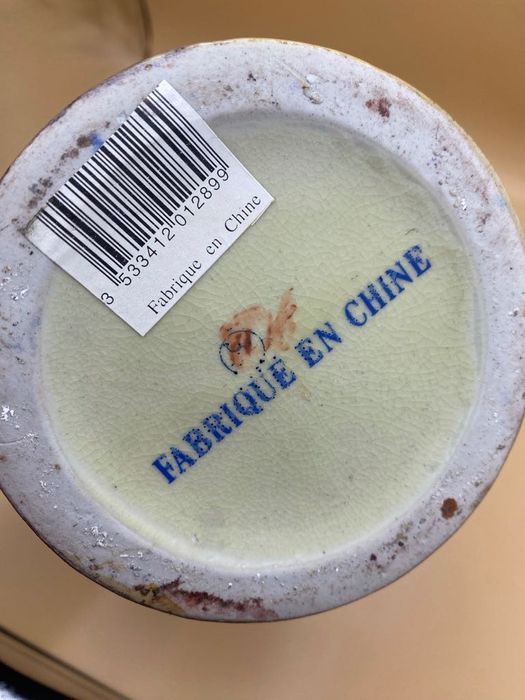 3 533412 012899
Fabrique en Chine
FABRIQUÉ EN CHINE